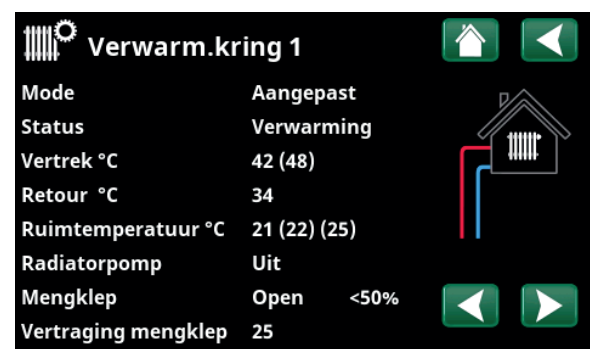 Verwarm.kring 1
Mode Aangepast
Status Verwarming
Vertrek °C 42 (48)
Retour °C 34
Ruimtemperatuur °C 21 (22) (25)
Radiatorpomp Uit
Mengklep Open <50%
Vertraging mengklep 25